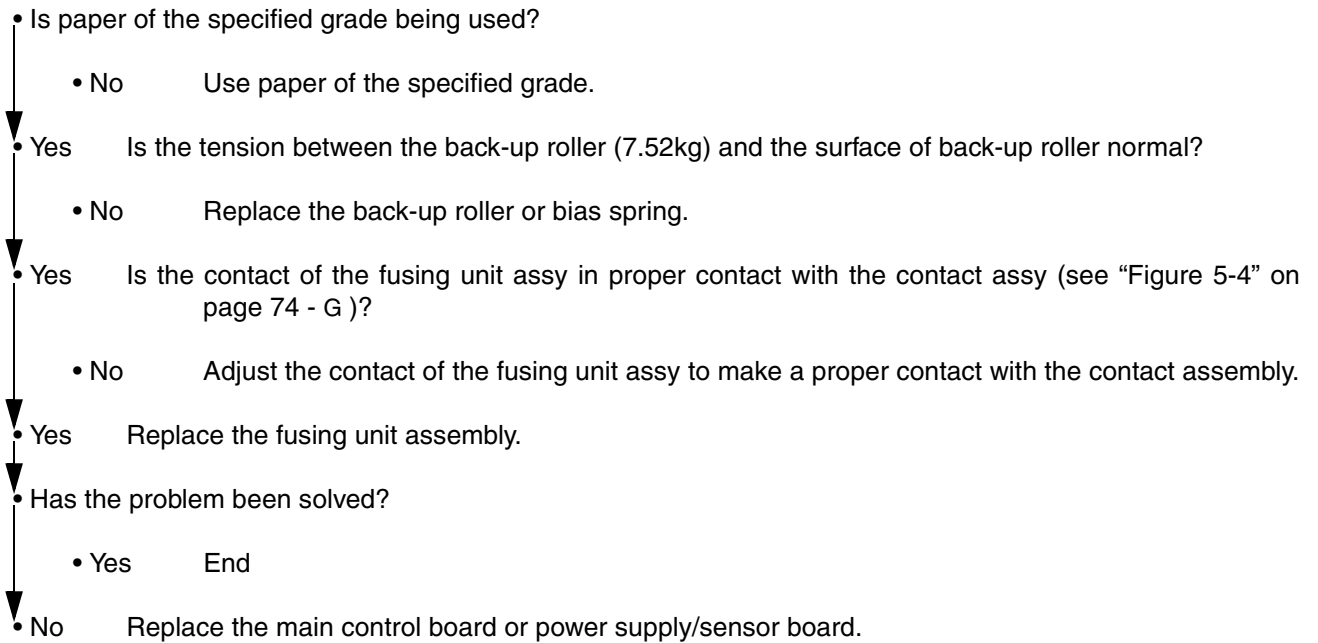 • Is paper of the specified grade being used?
• No Use paper of the specified grade.
• Yes Is the tension between the back-up roller (7.52kg) and the surface of back-up roller normal?
• No Replace the back-up roller or bias spring.
• Yes Is the contact of the fusing unit assy in proper contact with the contact assy (see “Figure 5-4” on
page 74 - G )?
• No Adjust the contact of the fusing unit assy to make a proper contact with the contact assembly.
• Yes Replace the fusing unit assembly.
• Has the problem been solved?
• Yes End
• No Replace the main control board or power supply/sensor board.